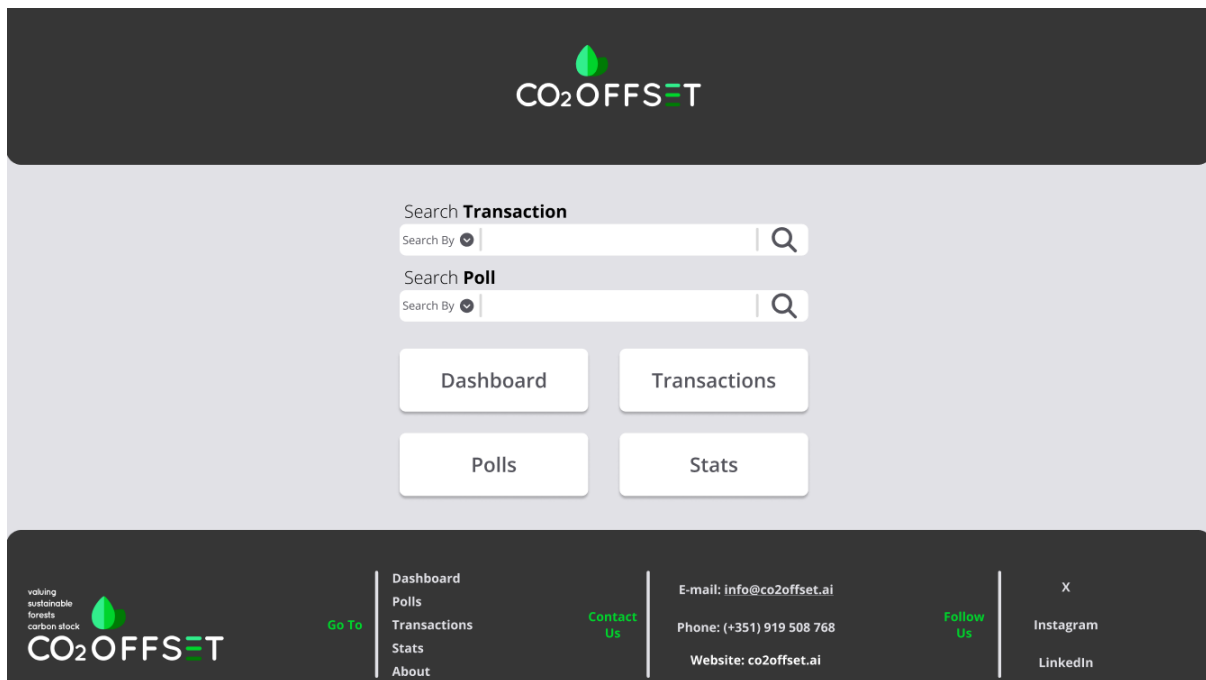 CO₂OFFSET
Search Transaction
Search By
Search Poll
Search By
Dashboard
Transactions
Polls
Stats
valuing
sustainable
forests
carbon stock
CO₂OFFSET
Go To
Dashboard
Polls
Transactions
Stats
About
Contact
Us
E-mail: info@co2offset.ai
Phone: (+351) 919 508 768
Website: co2offset.ai
Follow
Us
X
Instagram
LinkedIn